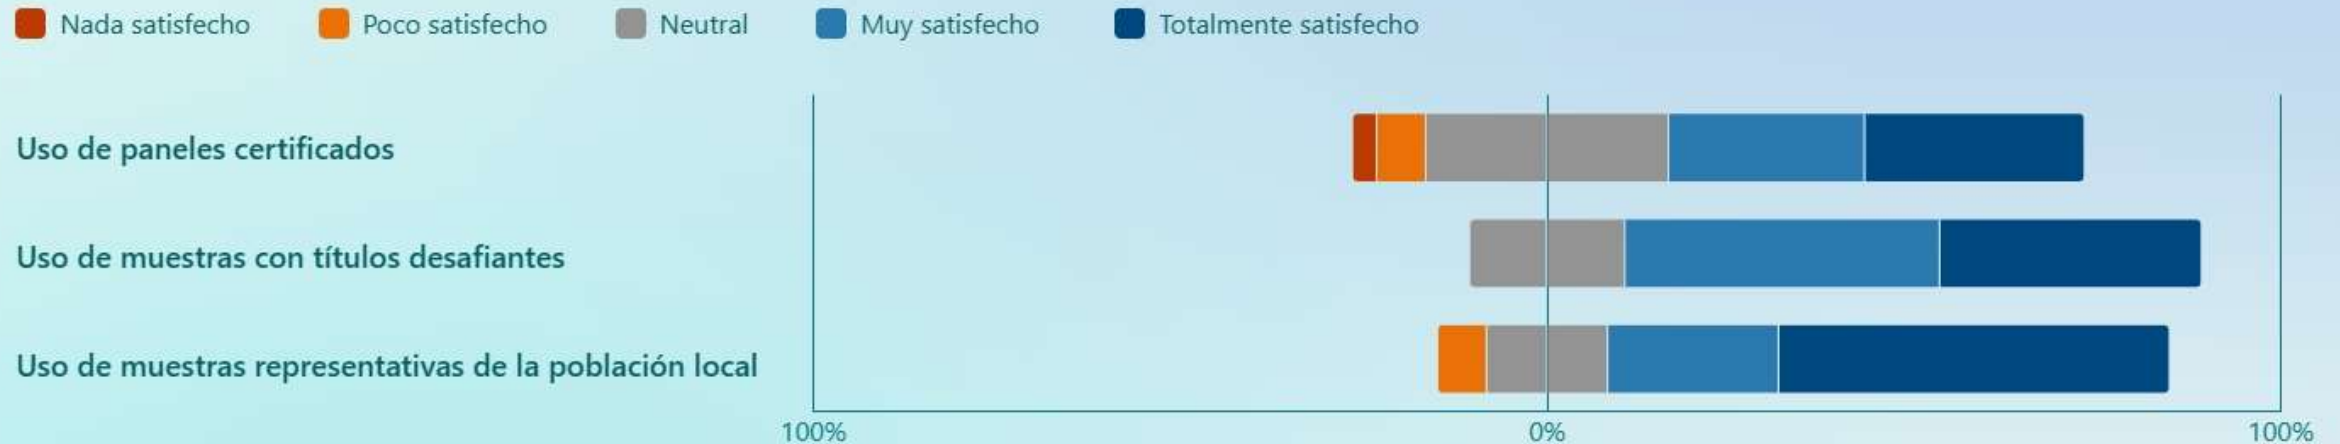 Nada satisfecho Poco satisfecho Neutral Muy satisfecho Totalmente satisfecho
Uso de paneles certificados
Uso de muestras con títulos desafiantes
Uso de muestras representativas de la población local
100% 0% 100%